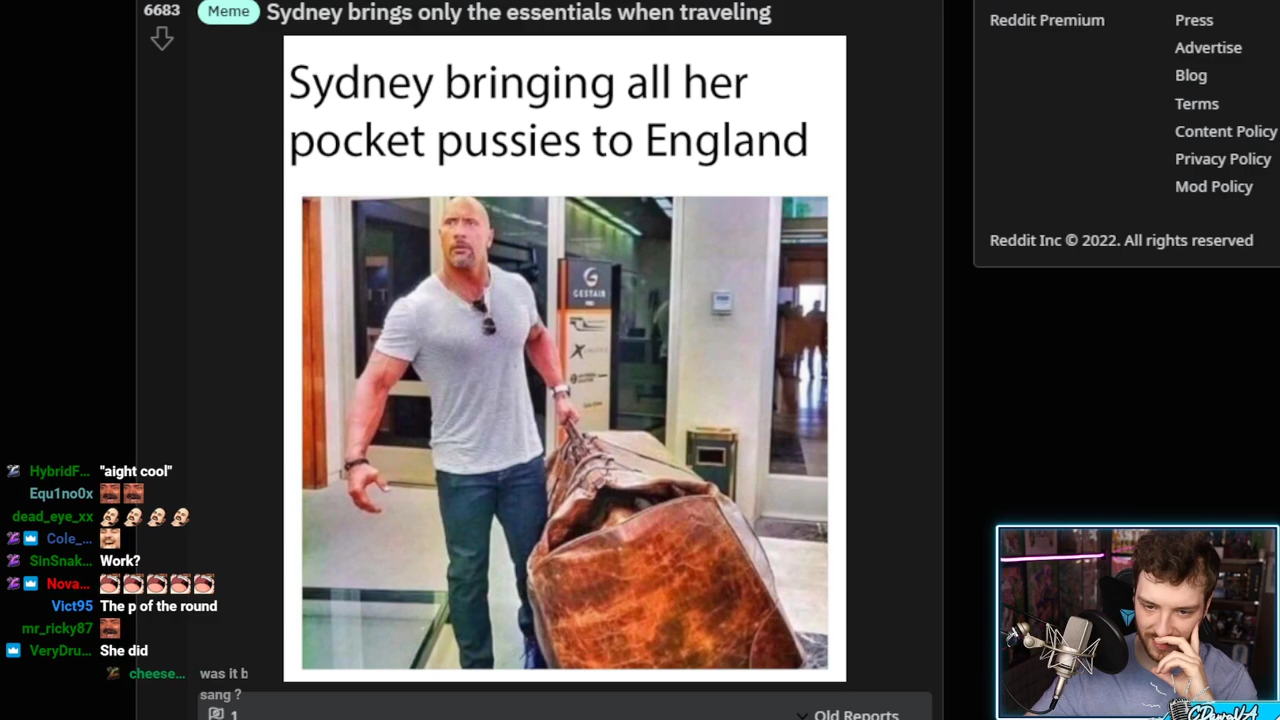 6683
Meme
Sydney brings only the essentials when traveling
Sydney bringing all her
pocket pussies to England
GESTAIR
Reddit Premium
Press
Advertise
Blog
Terms
Content Policy
Privacy Policy
Mod Policy
Reddit Inc © 2022. All rights reserved
HybridF... "aight cool"
Equ1no0x
dead_eye_xx
Cole_...
SinSnak... Work?
Nova...
Vict95 The p of the round
mr_ricky87
VeryDru... She did
cheese... was it b
sang ?
1
Old Reports
CDawgVA